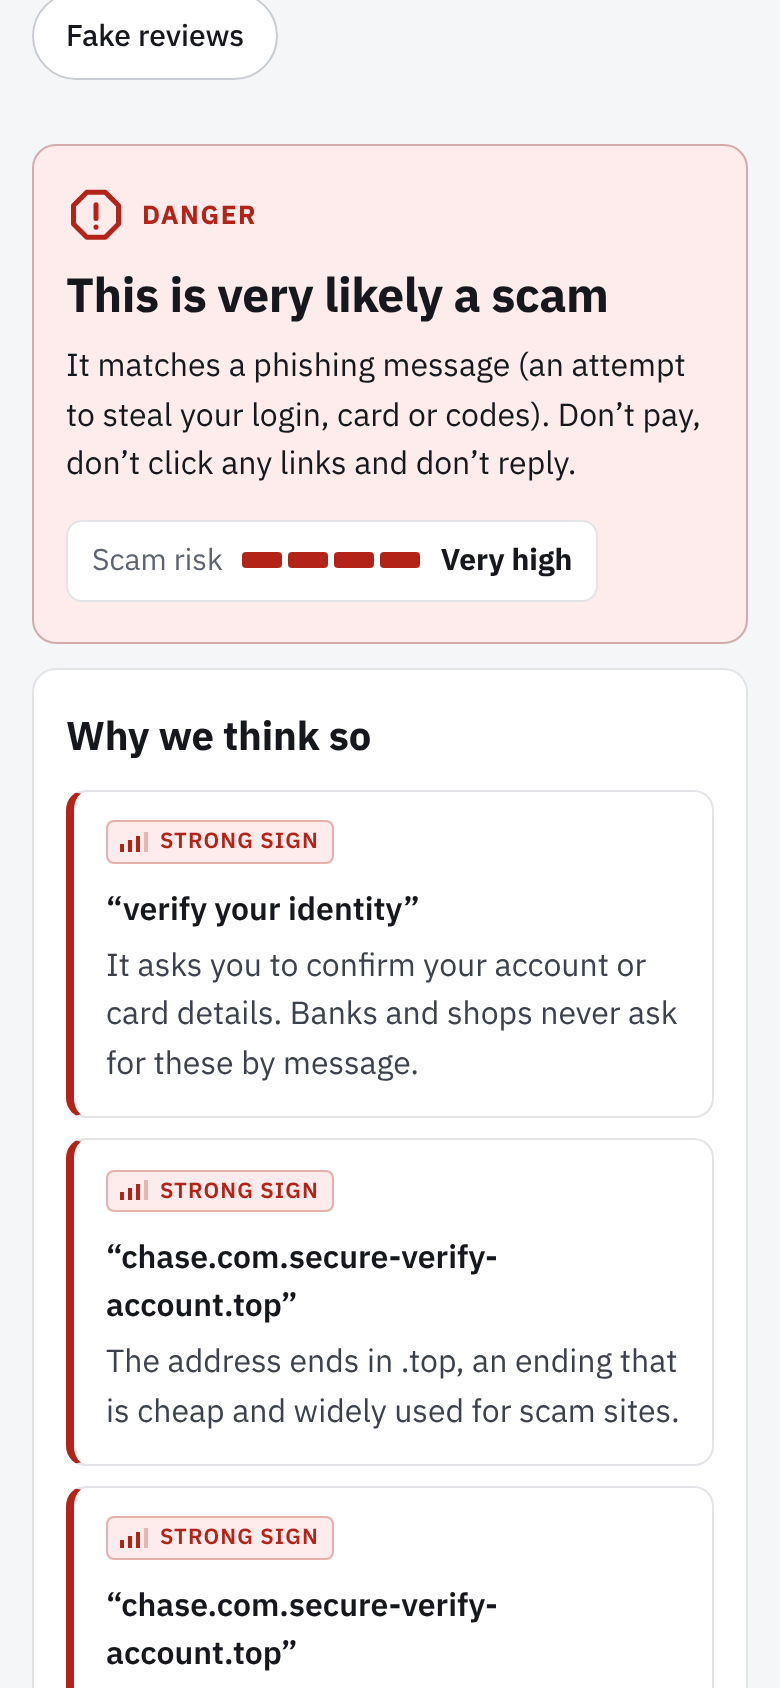 Fake reviews
DANGER
This is very likely a scam
It matches a phishing message (an attempt
to steal your login, card or codes). Don’t pay,
don’t click any links and don’t reply.
Scam risk Very high
Why we think so
STRONG SIGN
“verify your identity”
It asks you to confirm your account or
card details. Banks and shops never ask
for these by message.
STRONG SIGN
“chase.com.secure-verify-
account.top”
The address ends in .top, an ending that
is cheap and widely used for scam sites.
STRONG SIGN
“chase.com.secure-verify-
account.top”